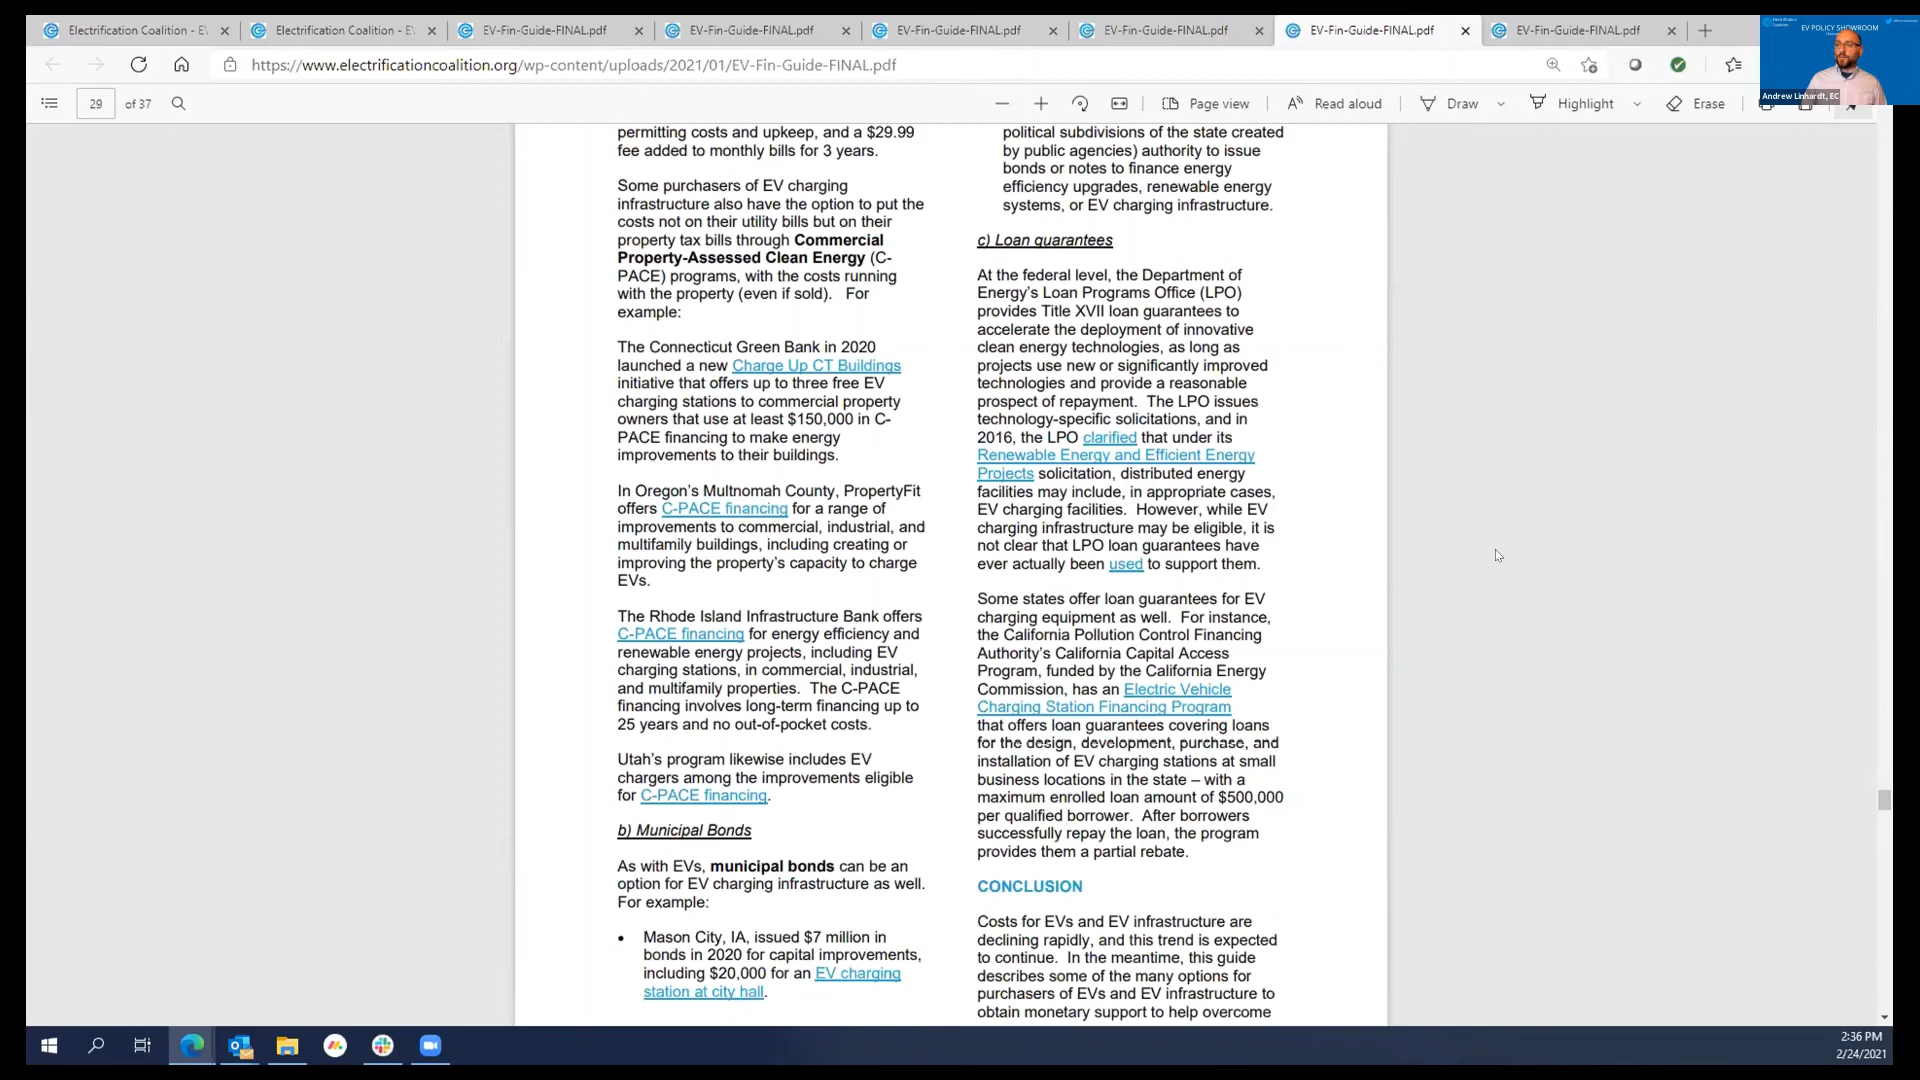 Electrification Coalition - E
Electrification Coalition - E
EV-Fin-Guide-FINAL.pdf
EV-Fin-Guide-FINAL.pdf
EV-Fin-Guide-FINAL.pdf
EV-Fin-Guide-FINAL.pdf
EV-Fin-Guide-FINAL.pdf
EV-Fin-Guide-FINAL.pdf
https://www.electrificationcoalition.org/wp-content/uploads/2021/01/EV-Fin-Guide-FINAL.pdf
29 of 37
Page view
Read aloud
Draw
Highlight
Erase
EV POLICY SHOWROOM
Andrew Linhardt, EC
permitting costs and upkeep, and a $29.99
fee added to monthly bills for 3 years.
Some purchasers of EV charging
infrastructure also have the option to put the
costs not on their utility bills but on their
property tax bills through Commercial
Property-Assessed Clean Energy (C-
PACE) programs, with the costs running
with the property (even if sold). For
example:
The Connecticut Green Bank in 2020
launched a new Charge Up CT Buildings
initiative that offers up to three free EV
charging stations to commercial property
owners that use at least $150,000 in C-
PACE financing to make energy
improvements to their buildings.
In Oregon's Multnomah County, PropertyFit
offers C-PACE financing for a range of
improvements to commercial, industrial, and
multifamily buildings, including creating or
improving the property's capacity to charge
EVs.
The Rhode Island Infrastructure Bank offers
C-PACE financing for energy efficiency and
renewable energy projects, including EV
charging stations, in commercial, industrial,
and multifamily properties. The C-PACE
financing involves long-term financing up to
25 years and no out-of-pocket costs.
Utah's program likewise includes EV
chargers among the improvements eligible
for C-PACE financing.
b) Municipal Bonds
As with EVs, municipal bonds can be an
option for EV charging infrastructure as well.
For example:
• Mason City, IA, issued $7 million in
bonds in 2020 for capital improvements,
including $20,000 for an EV charging
station at city hall.
political subdivisions of the state created
by public agencies) authority to issue
bonds or notes to finance energy
efficiency upgrades, renewable energy
systems, or EV charging infrastructure.
c) Loan guarantees
At the federal level, the Department of
Energy's Loan Programs Office (LPO)
provides Title XVII loan guarantees to
accelerate the deployment of innovative
clean energy technologies, as long as
projects use new or significantly improved
technologies and provide a reasonable
prospect of repayment. The LPO issues
technology-specific solicitations, and in
2016, the LPO clarified that under its
Renewable Energy and Efficient Energy
Projects solicitation, distributed energy
facilities may include, in appropriate cases,
EV charging facilities. However, while EV
charging infrastructure may be eligible, it is
not clear that LPO loan guarantees have
ever actually been used to support them.
Some states offer loan guarantees for EV
charging equipment as well. For instance,
the California Pollution Control Financing
Authority's California Capital Access
Program, funded by the California Energy
Commission, has an Electric Vehicle
Charging Station Financing Program
that offers loan guarantees covering loans
for the design, development, purchase, and
installation of EV charging stations at small
business locations in the state – with a
maximum enrolled loan amount of $500,000
per qualified borrower. After borrowers
successfully repay the loan, the program
provides them a partial rebate.
CONCLUSION
Costs for EVs and EV infrastructure are
declining rapidly, and this trend is expected
to continue. In the meantime, this guide
describes some of the many options for
purchasers of EVs and EV infrastructure to
obtain monetary support to help overcome
2:36 PM
2/24/2021